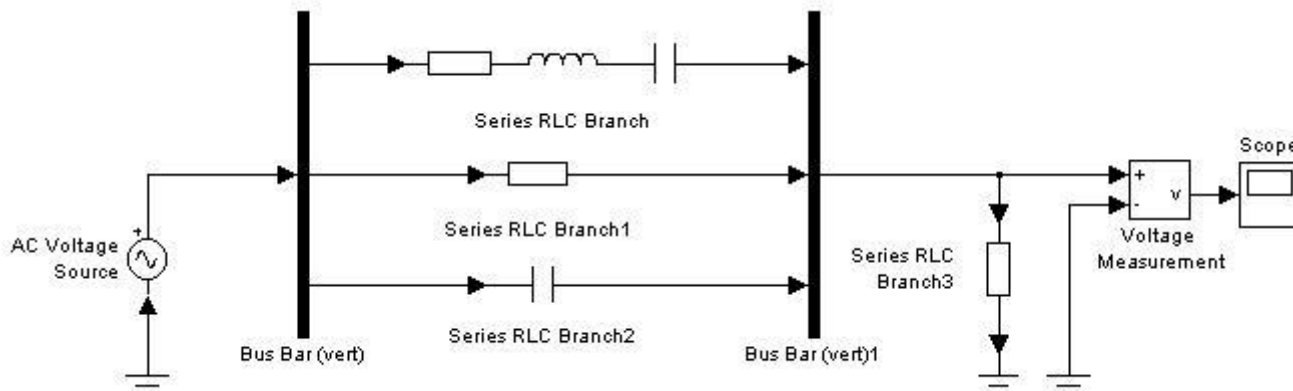 Series RLC Branch
Scope
+
-
v
Series RLC Branch1
+
AC Voltage
Source
Series RLC
Branch3
Voltage
Measurement
Series RLC Branch2
Bus Bar (vert)
Bus Bar (vert)1